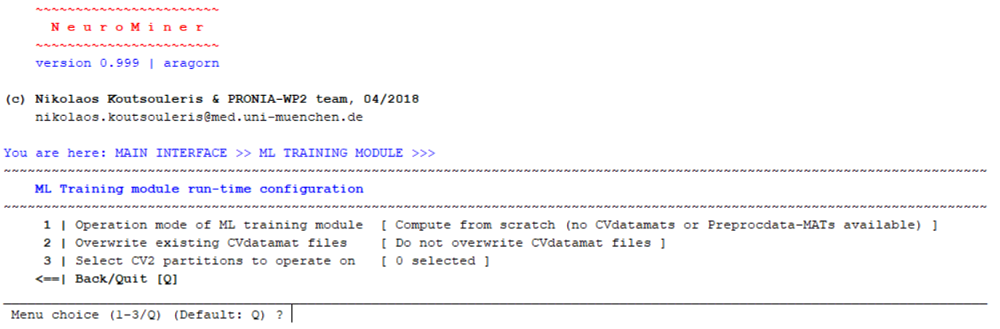 ~~~~~~~~~~~~~~~~~~~~~~~
N e u r o M i n e r
~~~~~~~~~~~~~~~~~~~~~~~
version 0.999 | aragorn
(c) Nikolaos Koutsouleris & PRONIA-WP2 team, 04/2018
nikolaos.koutsouleris@med.uni-muenchen.de
You are here: MAIN INTERFACE >> ML TRAINING MODULE >>>
ML Training module run-time configuration
1 | Operation mode of ML training module [ Compute from scratch (no CVdatamats or Preprocdata-MATs available) ]
2 | Overwrite existing CVdatamat files [ Do not overwrite CVdatamat files ]
3 | Select CV2 partitions to operate on [ 0 selected ]
<==| Back/Quit [Q]
Menu choice (1-3/Q) (Default: Q) ?